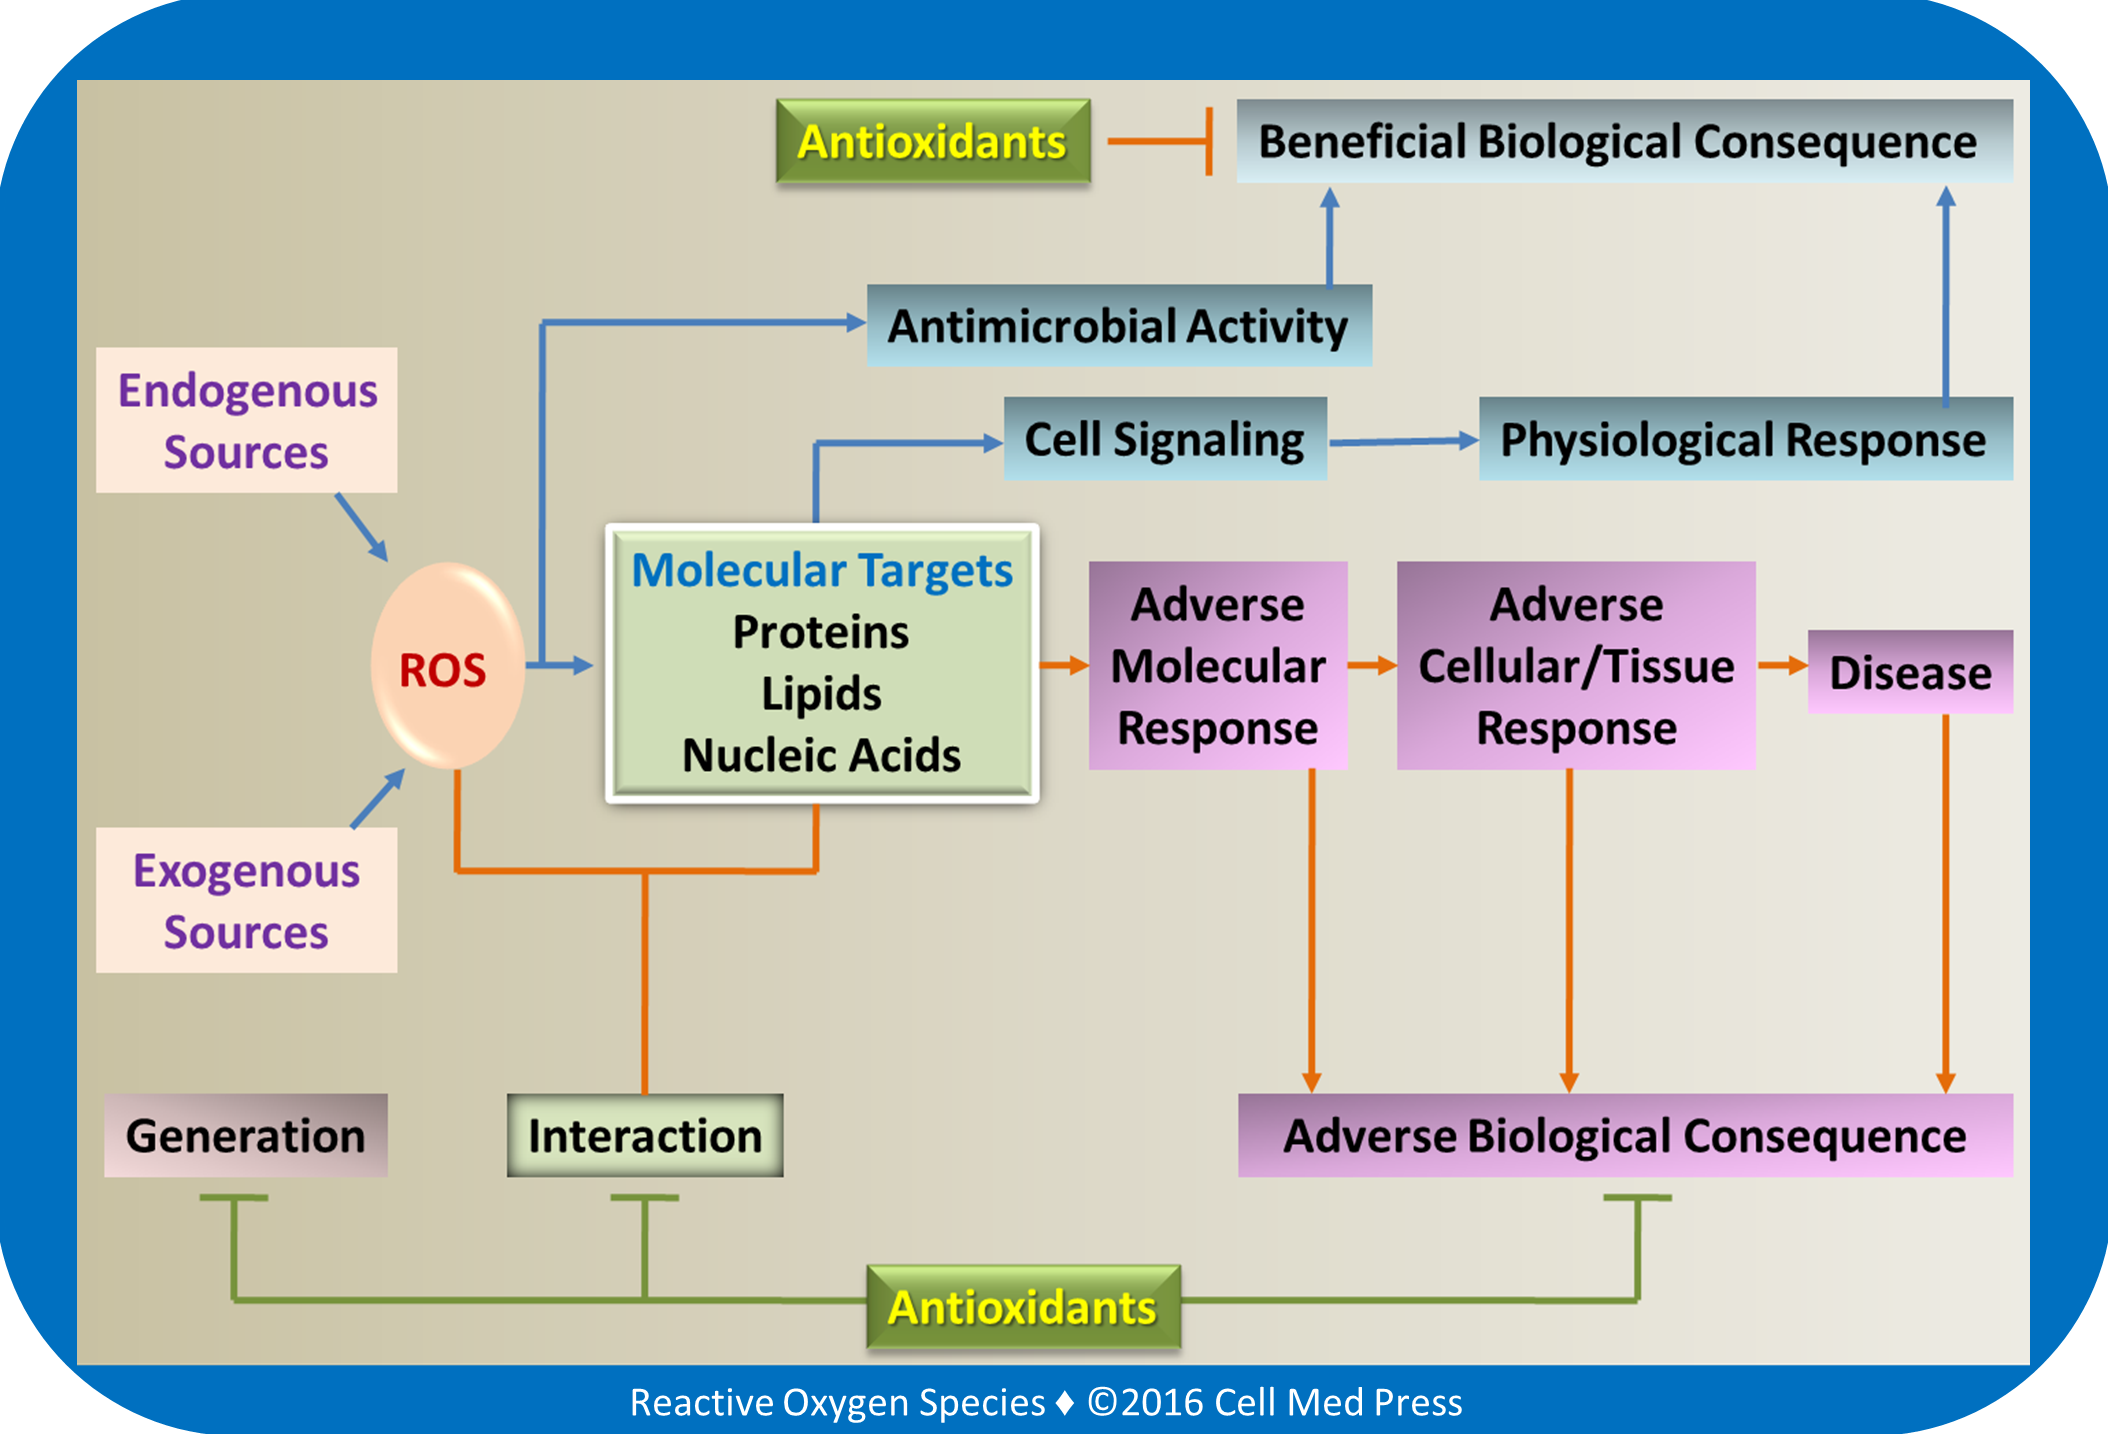 Antioxidants
Beneficial Biological Consequence
Antimicrobial Activity
Endogenous
Sources
Cell Signaling
Physiological Response
ROS
Molecular Targets
Proteins
Lipids
Nucleic Acids
Adverse
Molecular
Response
Adverse
Cellular/Tissue
Response
Disease
Exogenous
Sources
Generation
Interaction
Adverse Biological Consequence
Antioxidants
Reactive Oxygen Species ♦ ©2016 Cell Med Press